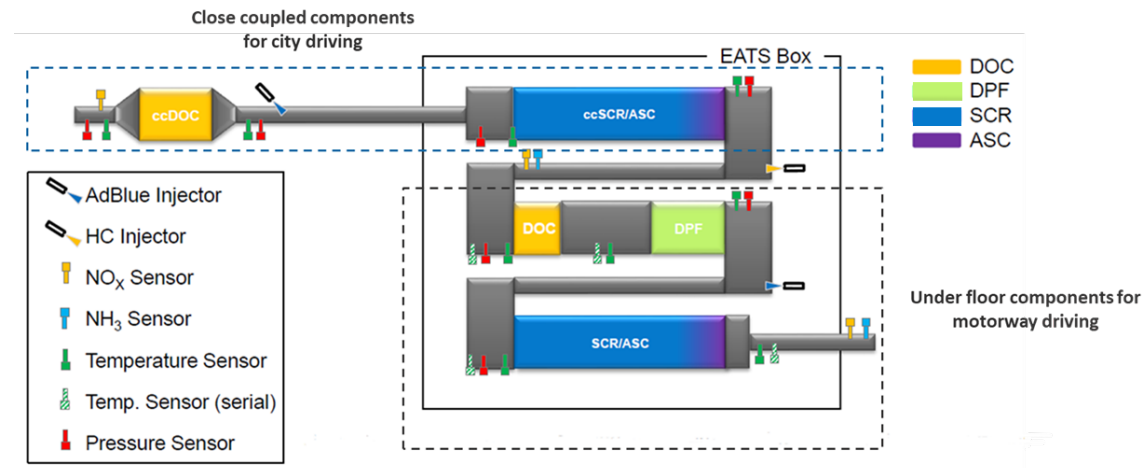 Close coupled components
for city driving
EATS Box
DOC
DPF
SCR
ASC
ccDOC
ccSCR/ASC
AdBlue Injector
HC Injector
NOX Sensor
NH3 Sensor
Temperature Sensor
Temp. Sensor (serial)
Pressure Sensor
DOC
DPF
SCR/ASC
Under floor components for
motorway driving